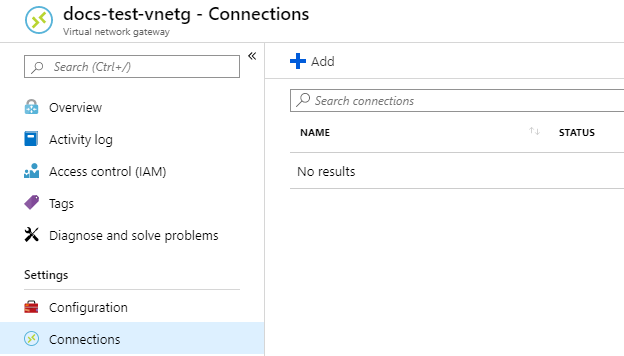 docs-test-vnetg - Connections
Virtual network gateway
Search (Ctrl+/)
«
Overview
Activity log
Access control (IAM)
Tags
Diagnose and solve problems
Settings
Configuration
Connections
Add
Search connections
NAME ↑↓ STATUS
No results